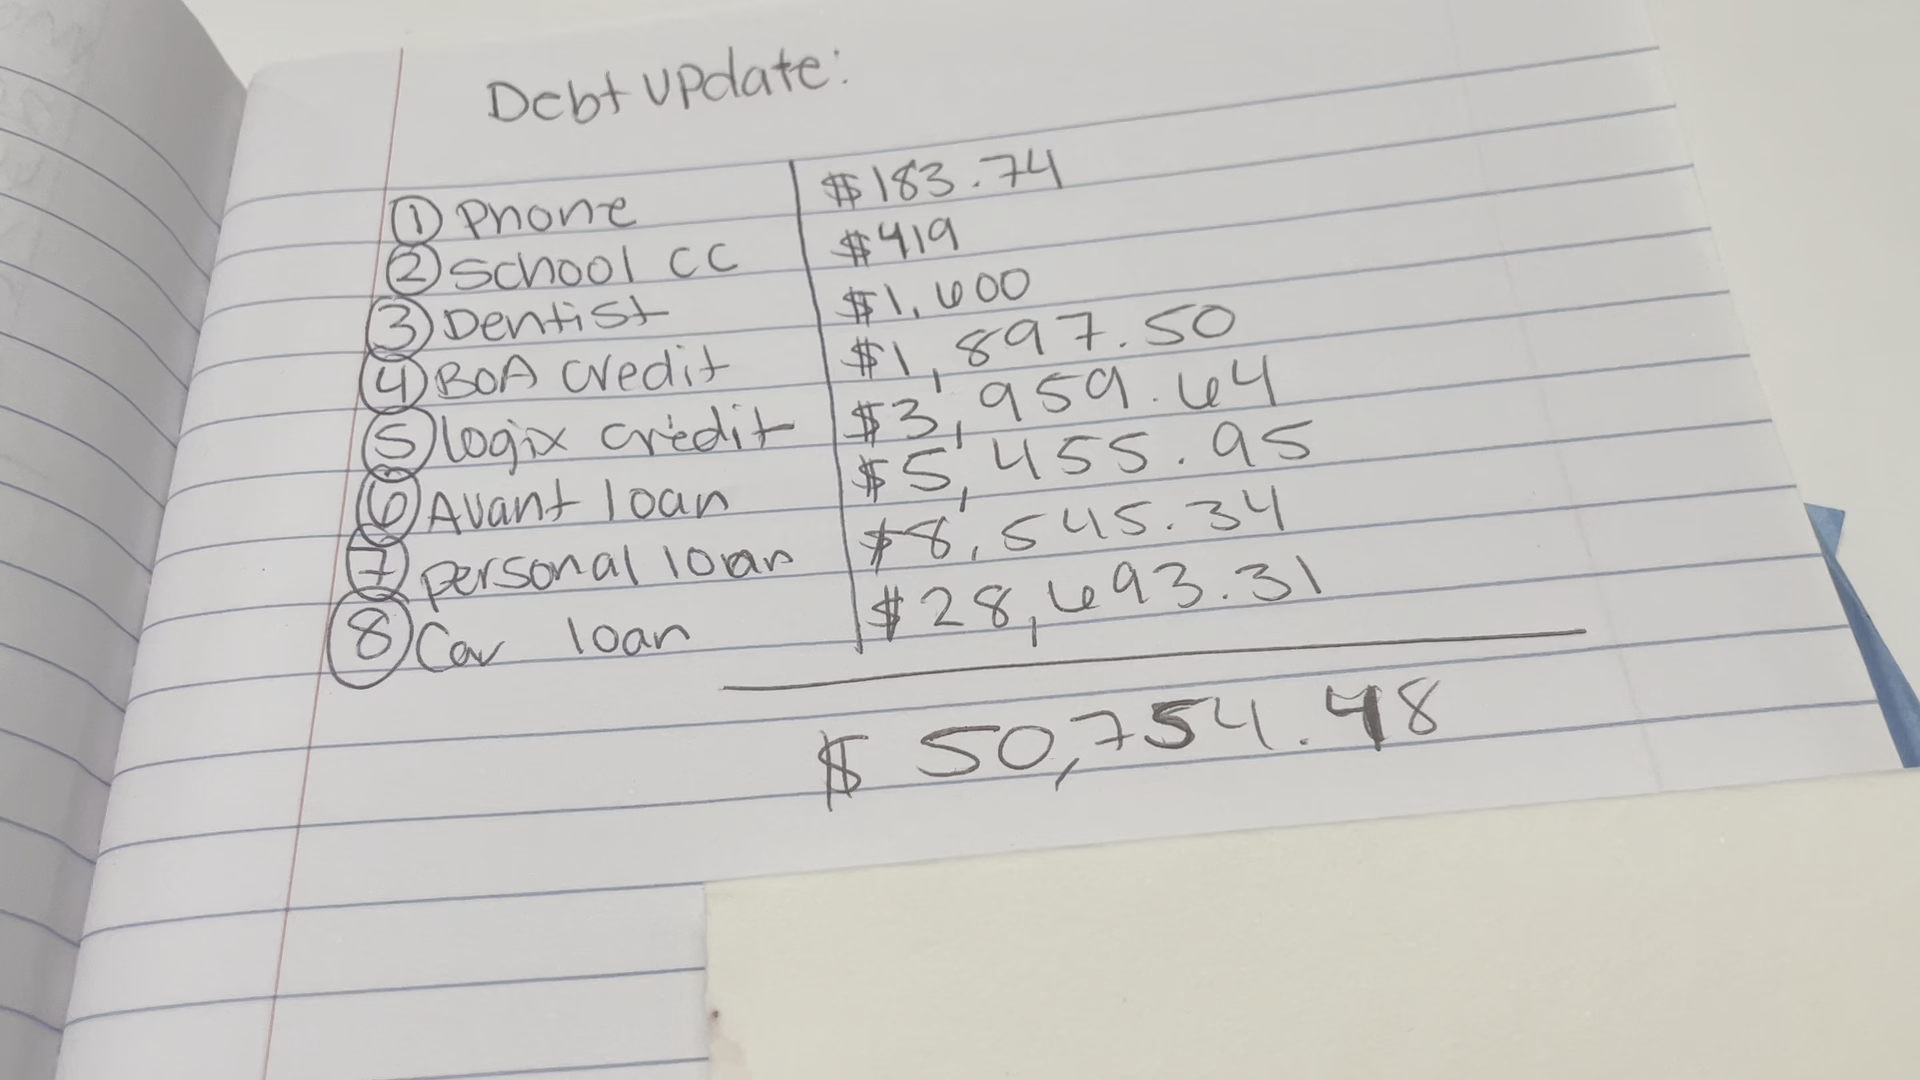 Debt update:
① Phone $183.74
② School CC $419
③ Dentist $1,600
④ BOA credit $1,897.50
⑤ logix credit $3,959.64
⑥ Avant loan $5,455.95
⑦ personal loan $8,545.34
⑧ Car loan $28,693.31
$50,754.48